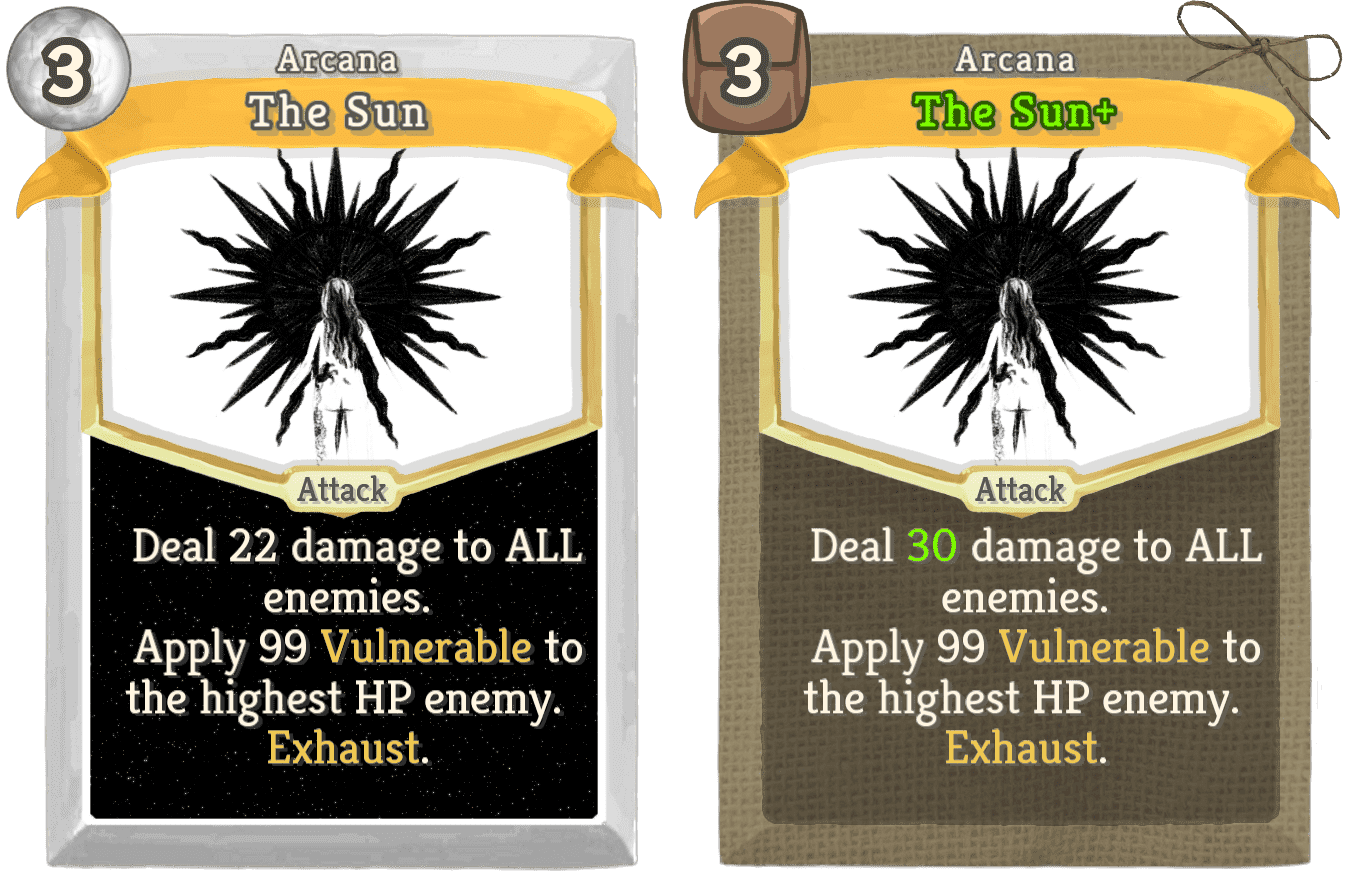 3
Arcana
The Sun
Attack
Deal 22 damage to ALL
enemies.
Apply 99 Vulnerable to
the highest HP enemy.
Exhaust.
3
Arcana
The Sun+
Attack
Deal 30 damage to ALL
enemies.
Apply 99 Vulnerable to
the highest HP enemy.
Exhaust.